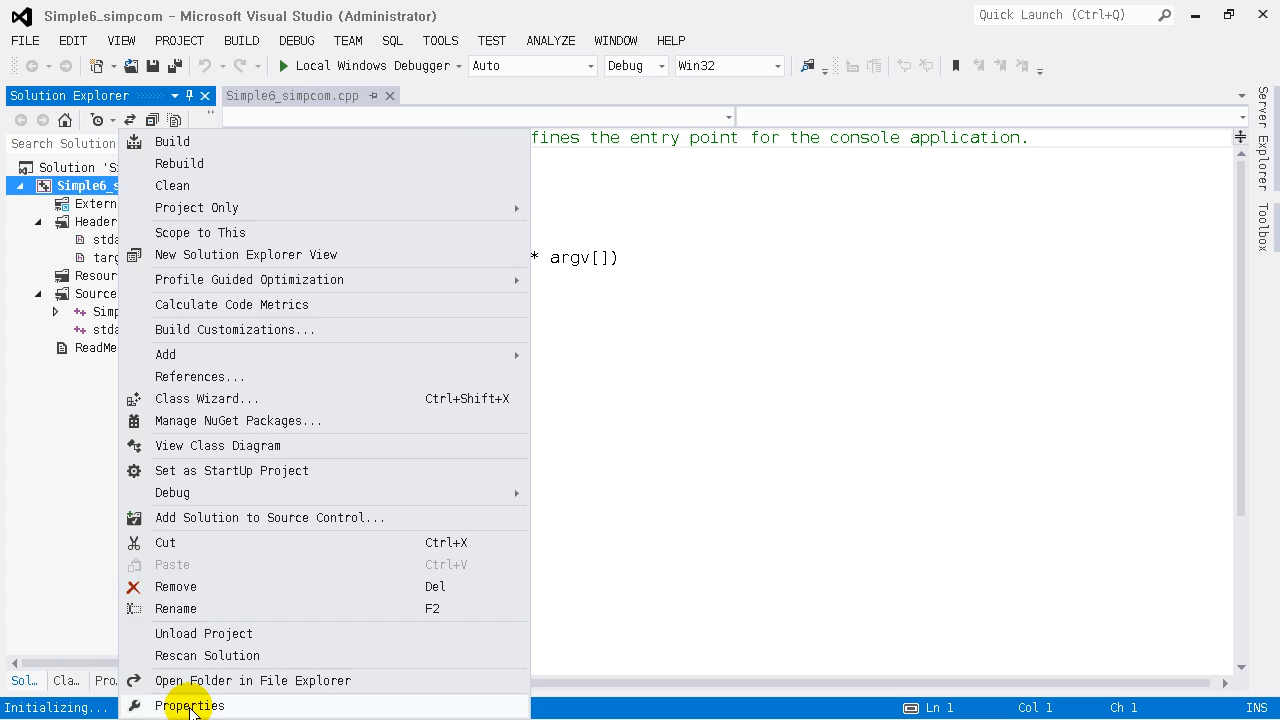 Simple6_simpcom - Microsoft Visual Studio (Administrator)
Quick Launch (Ctrl+Q)
FILE EDIT VIEW PROJECT BUILD DEBUG TEAM SQL TOOLS TEST ANALYZE WINDOW HELP
Local Windows Debugger Auto Debug Win32
Solution Explorer
Simple6_simpcom.cpp
Search Solution
Solution 'Si
Simple6_s
Extern
Header
stda
targ
Resour
Source
Simp
stda
ReadMe
Build
Rebuild
Clean
Project Only
Scope to This
New Solution Explorer View
Profile Guided Optimization
Calculate Code Metrics
Build Customizations...
Add
References...
Class Wizard... Ctrl+Shift+X
Manage NuGet Packages...
View Class Diagram
Set as StartUp Project
Debug
Add Solution to Source Control...
Cut Ctrl+X
Paste Ctrl+V
Remove Del
Rename F2
Unload Project
Rescan Solution
Open Folder in File Explorer
Properties
fines the entry point for the console application.
* argv[])
Server Explorer
Toolbox
Sol... Cla... Pro
Initializing... Ln 1 Col 1 Ch 1 INS